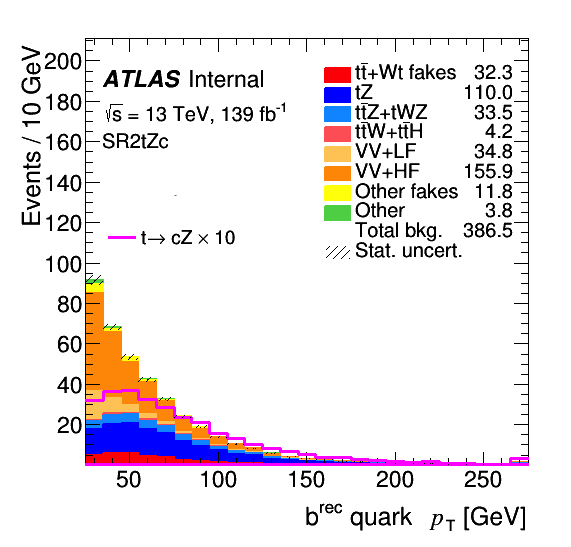 Events / 10 GeV
200
180
160
140
120
100
80
60
40
20
ATLAS Internal
√s = 13 TeV, 139 fb⁻¹
SR2tZc
t→ cZ × 10
tt̄+Wt fakes 32.3
tZ 110.0
tt̄Z+tWZ 33.5
tt̄W+tt̄H 4.2
VV+LF 34.8
VV+HF 155.9
Other fakes 11.8
Other 3.8
Total bkg. 386.5
Stat. uncert.
50 100 150 200 250
b^rec quark p_T [GeV]